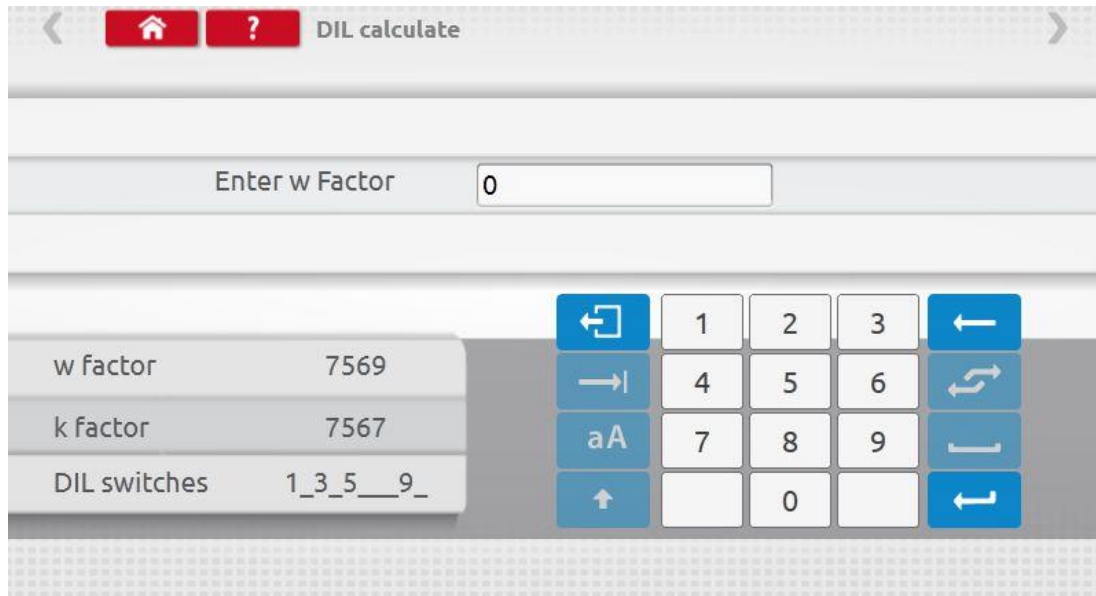 ? DIL calculate
Enter w Factor 0
1 2 3
w factor 7569
4 5 6
k factor 7567
aA 7 8 9
DIL switches 1_3_5___9_
0